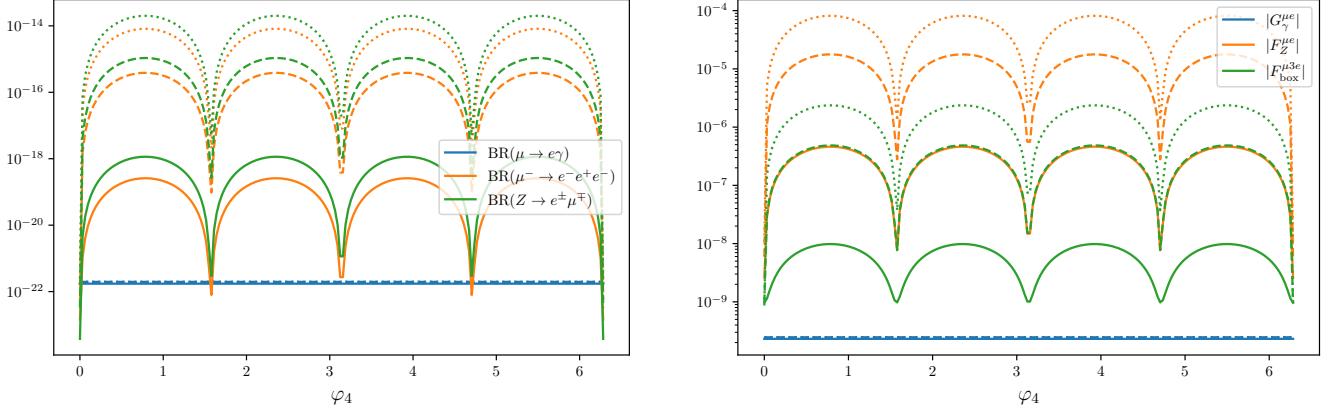 10⁻¹⁴
10⁻¹⁶
10⁻¹⁸
10⁻²⁰
10⁻²²
BR(μ → eγ)
BR(μ⁻ → e⁻e⁺e⁻)
BR(Z → e^±μ^∓)
0 1 2 3 4 5 6
φ₄
10⁻⁴
10⁻⁵
10⁻⁶
10⁻⁷
10⁻⁸
10⁻⁹
|G_γ^{μe}|
|F_Z^{μe}|
|F_box^{μ3e}|
0 1 2 3 4 5 6
φ₄